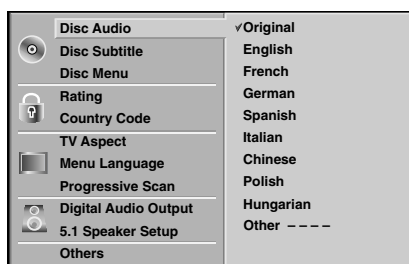 Disc Audio
Disc Subtitle
Disc Menu
Rating
Country Code
TV Aspect
Menu Language
Progressive Scan
Digital Audio Output
5.1 Speaker Setup
Others
✓Original
English
French
German
Spanish
Italian
Chinese
Polish
Hungarian
Other – – – –